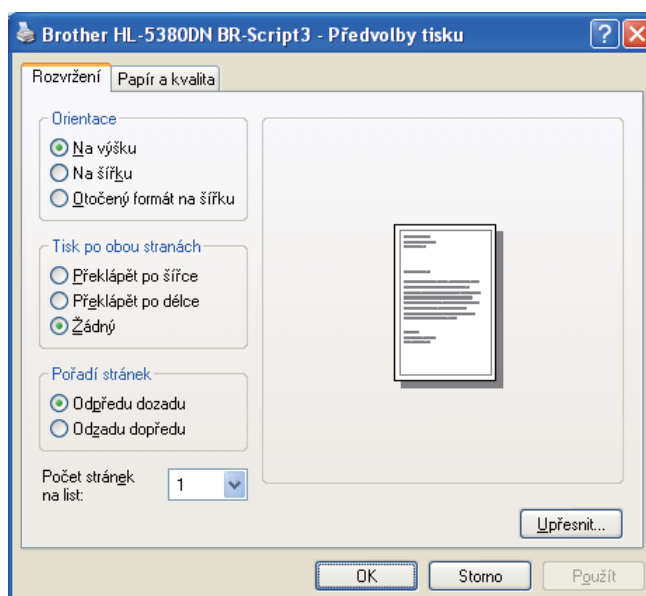 Brother HL-5380DN BR-Script3 - Předvolby tisku
Rozvržení Papír a kvalita
Orientace
Na výšku
Na šířku
Otočený formát na šířku
Tisk po obou stranách
Překlápět po šířce
Překlápět po délce
Žádný
Pořadí stránek
Odpředu dozadu
Odzadu dopředu
Počet stránek
na list:
1
Upřesnit...
OK Storno Použít